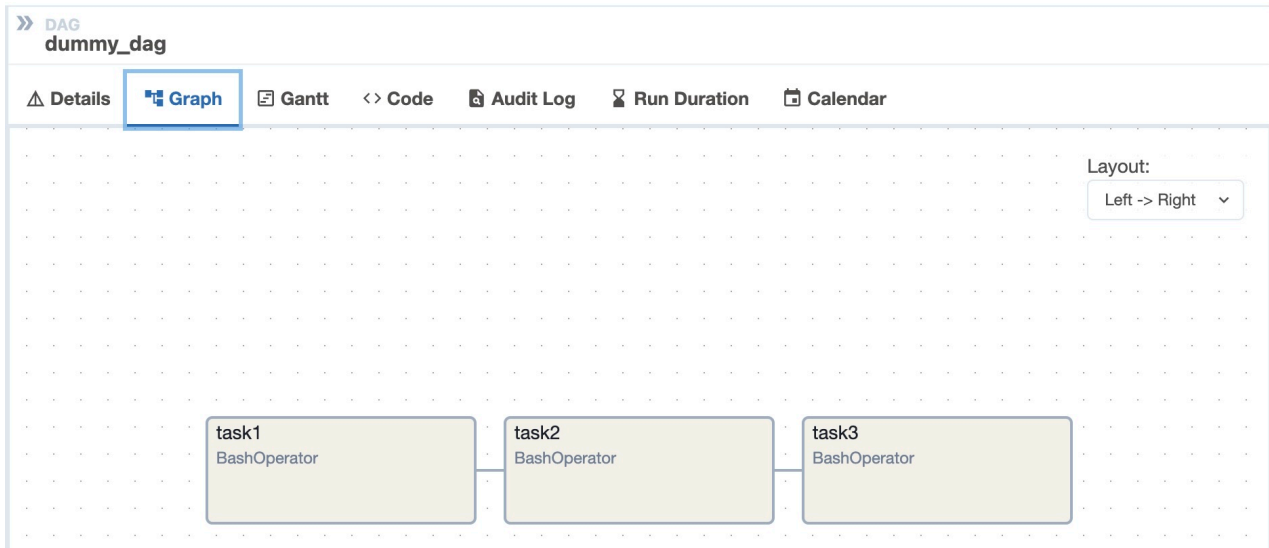 DAG
dummy_dag
Details Graph Gantt <> Code Audit Log Run Duration Calendar
Layout:
Left -> Right
task1 task2 task3
BashOperator BashOperator BashOperator